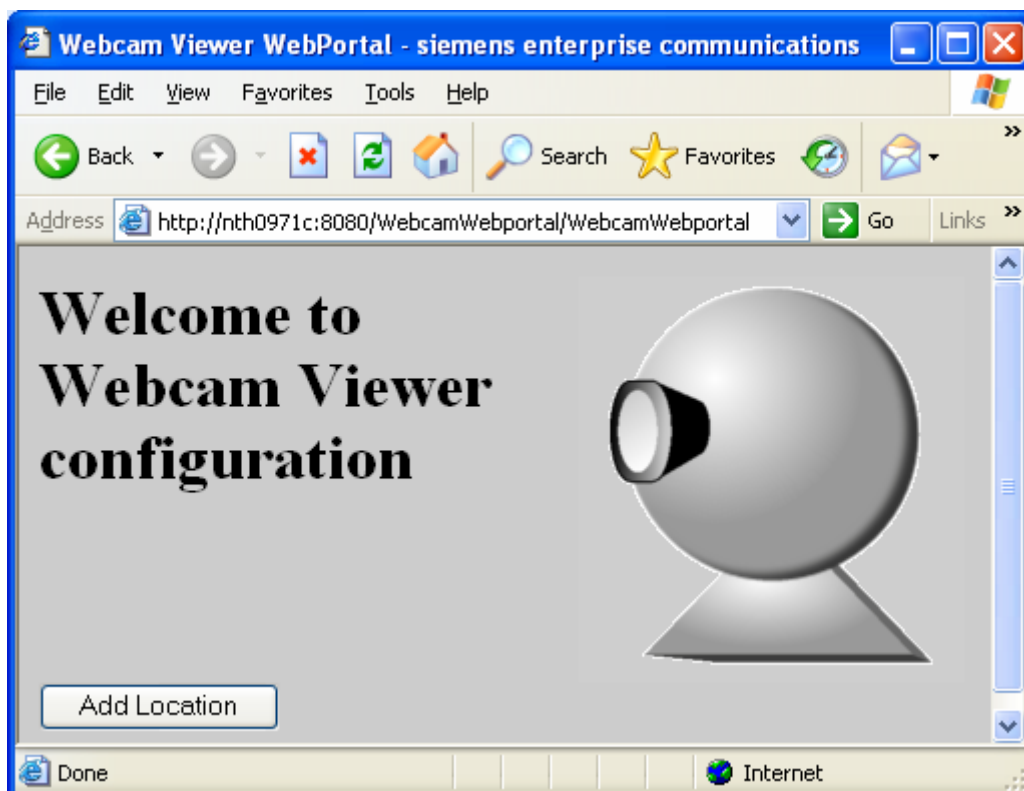 Webcam Viewer WebPortal - siemens enterprise communications
File Edit View Favorites Tools Help
Back Search Favorites »
Address http://nth0971c:8080/WebcamWebportal/WebcamWebportal Go Links »
Welcome to
Webcam Viewer
configuration
Add Location
Done Internet